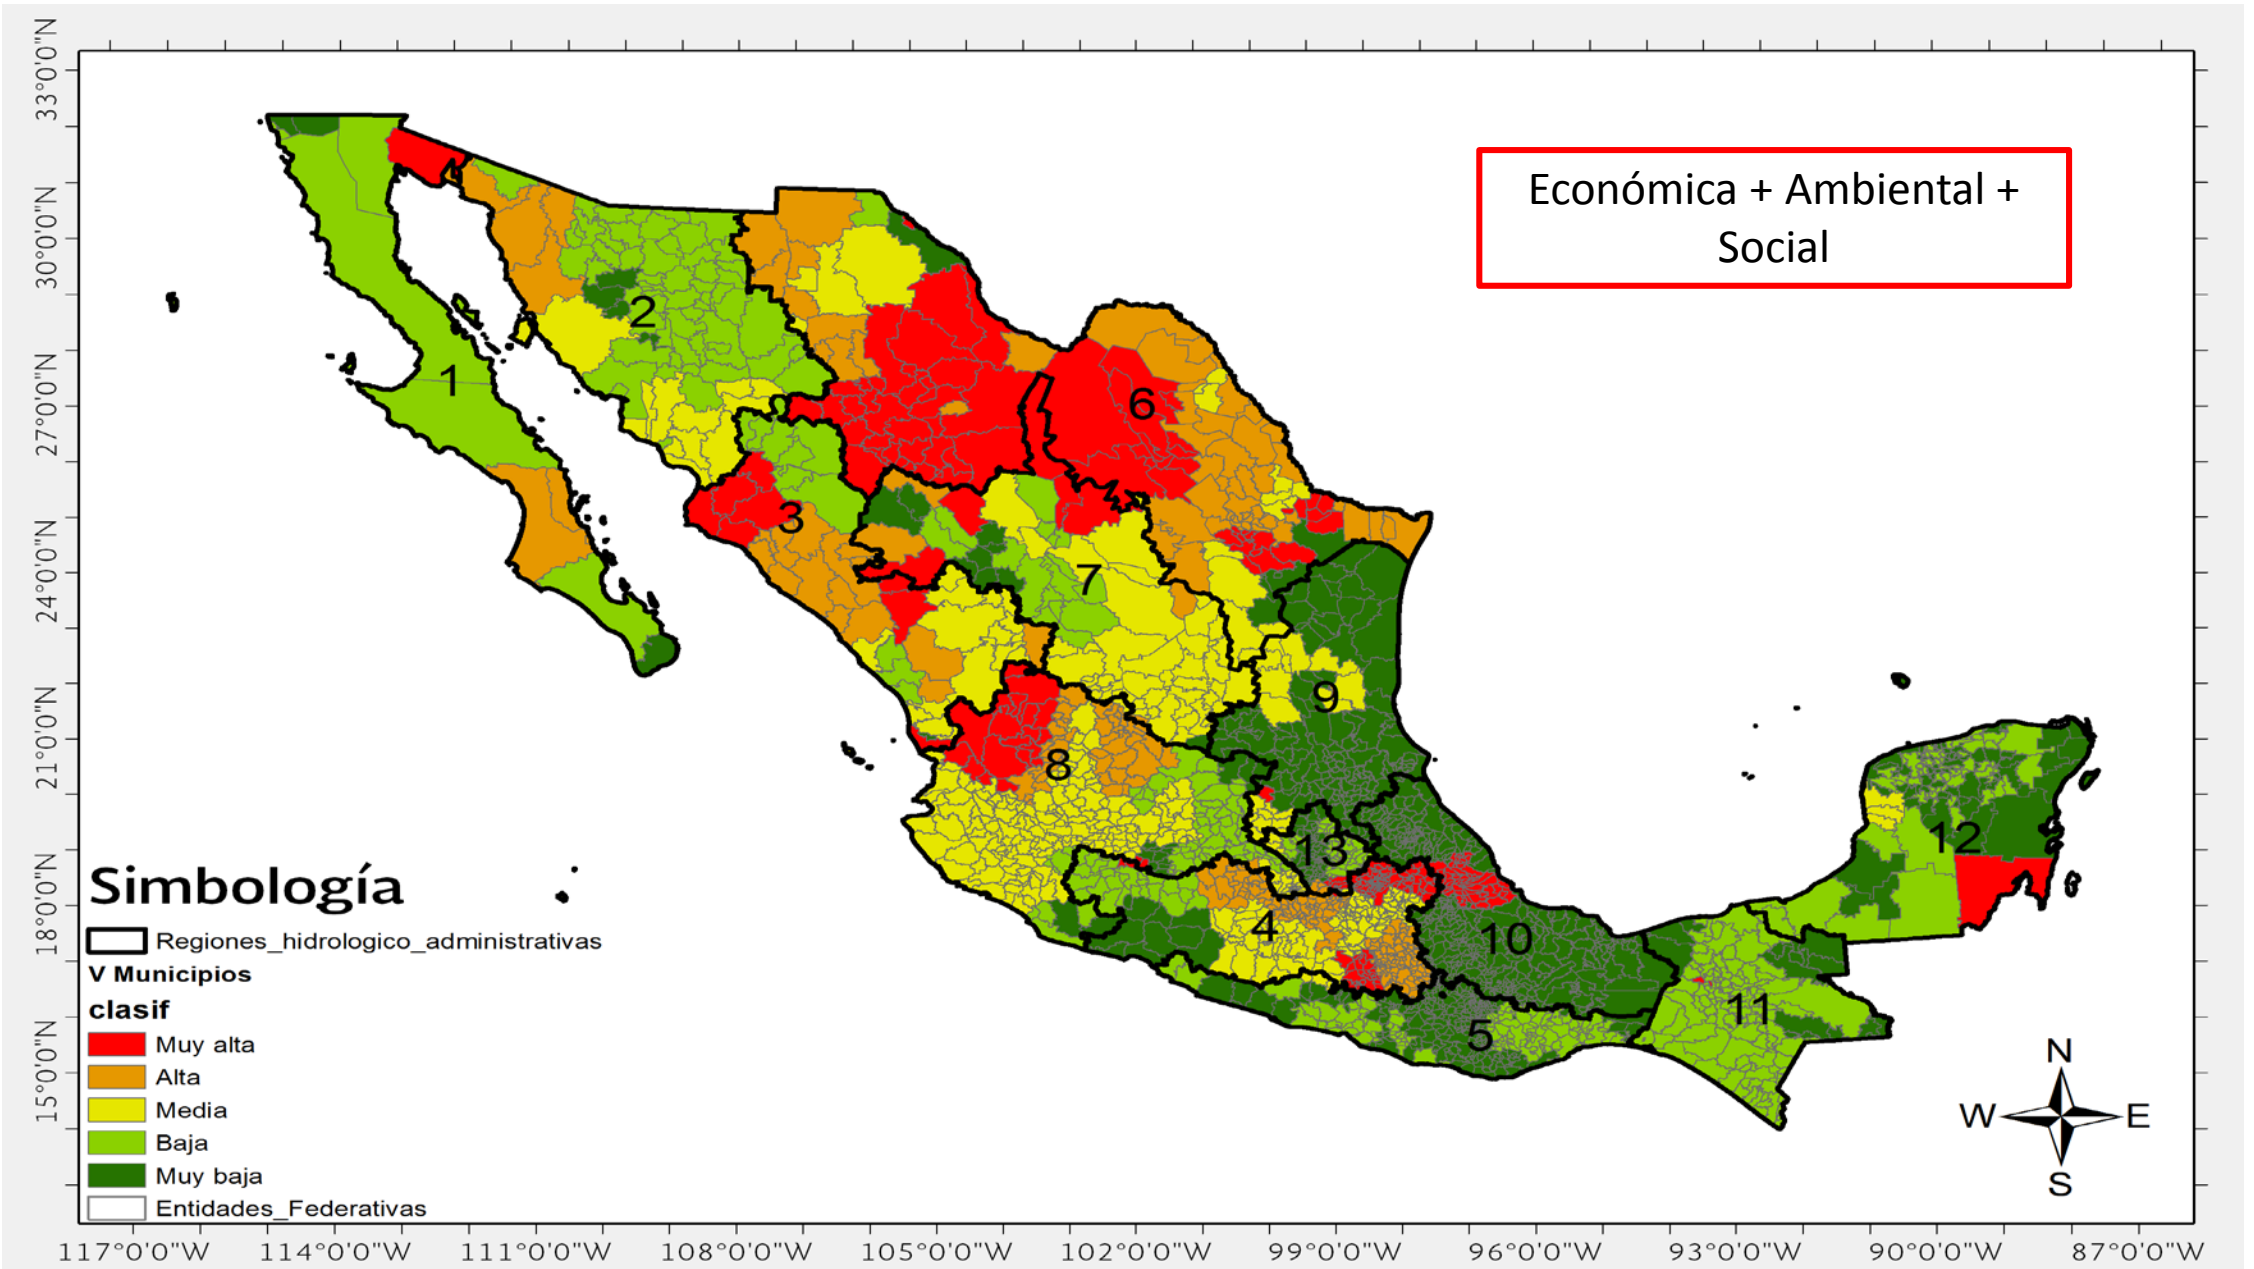 Económica + Ambiental +
Social
33°0'0"N
30°0'0"N
27°0'0"N
24°0'0"N
21°0'0"N
18°0'0"N
15°0'0"N
1
1
2
3
6
7
9
8
13
4
10
5
11
12
Simbología
Regiones_hidrologico_administrativas
V Municipios
clasif
Muy alta
Alta
Media
Baja
Muy baja
Entidades_Federativas
N
W E
S
117°0'0"W 114°0'0"W 111°0'0"W 108°0'0"W 105°0'0"W 102°0'0"W 99°0'0"W 96°0'0"W 93°0'0"W 90°0'0"W 87°0'0"W